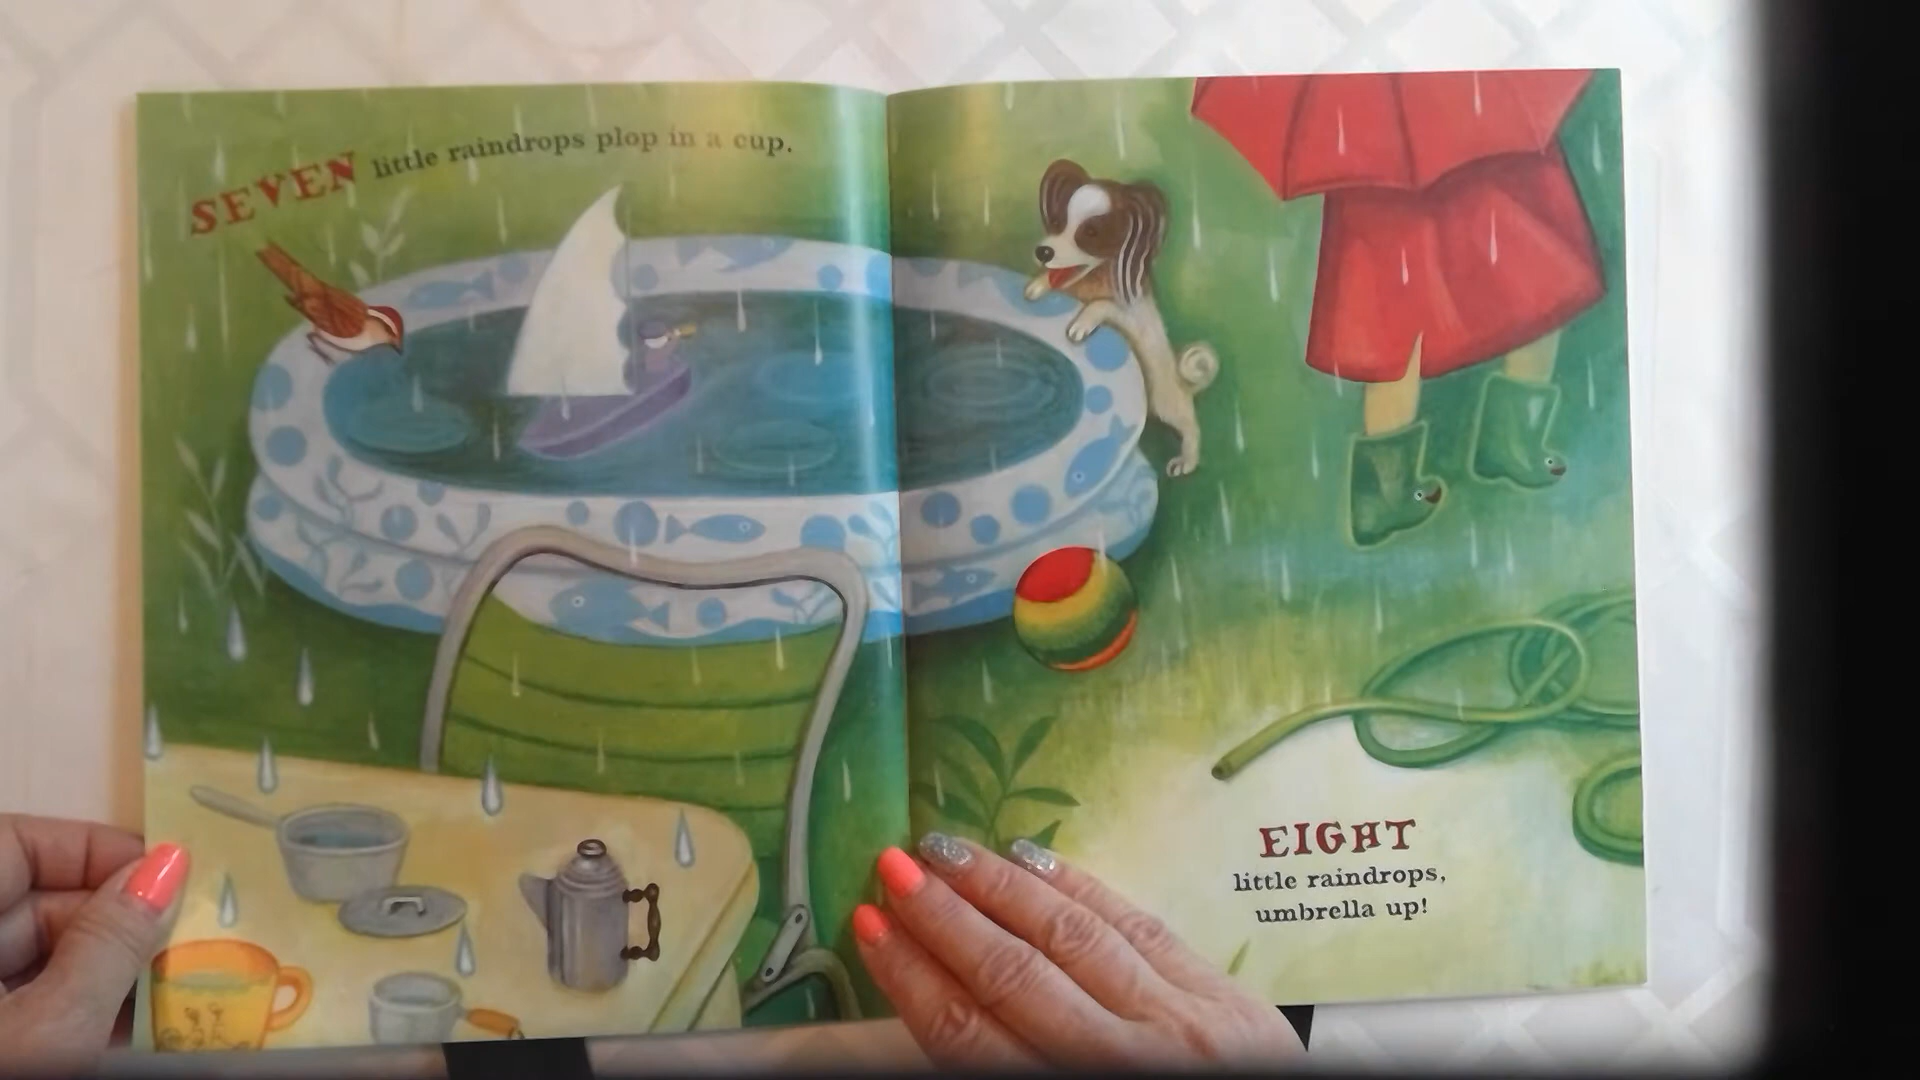 SEVEN little raindrops plop in a cup.
EIGHT
little raindrops,
umbrella up!